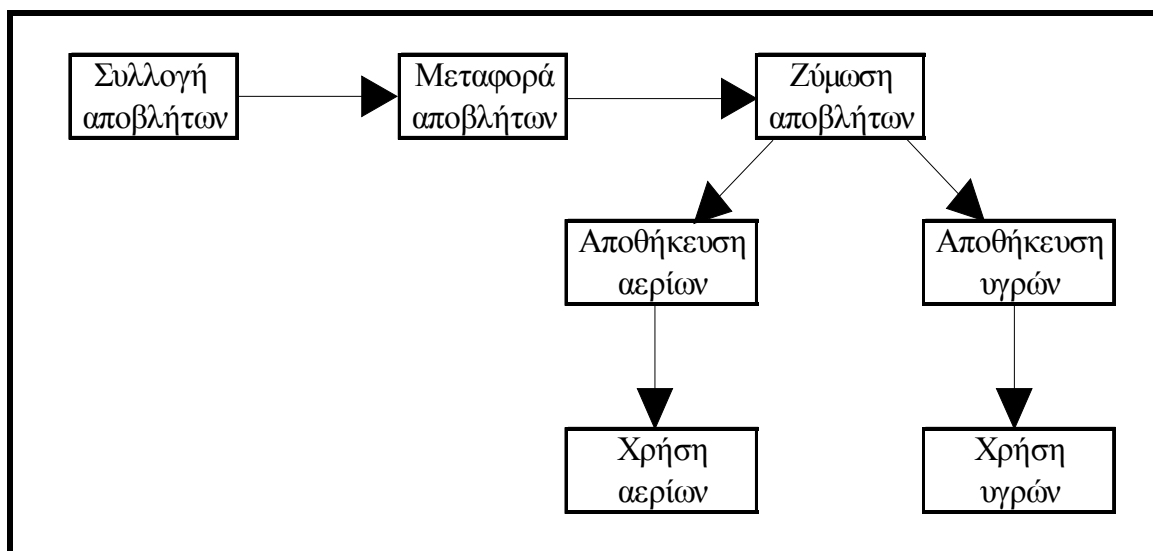 Συλλογή
αποβλήτων
Μεταφορά
αποβλήτων
Ζύμωση
αποβλήτων
Αποθήκευση
αερίων
Αποθήκευση
υγρών
Χρήση
αερίων
Χρήση
υγρών